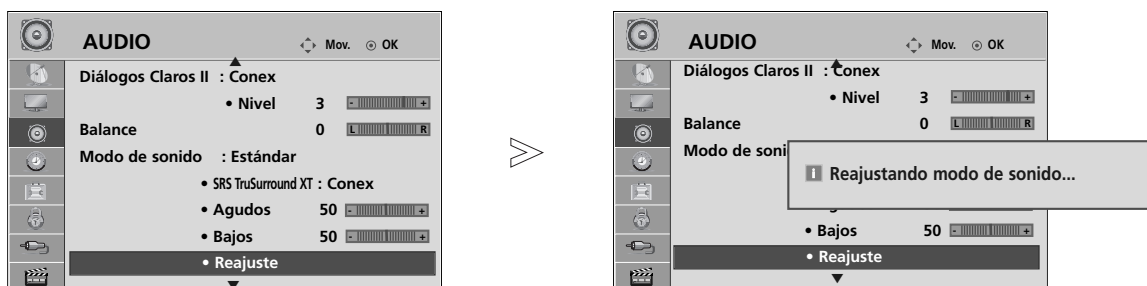 AUDIO
Mov.
OK
Diálogos Claros II : Conex
• Nivel 3 - +
Balance 0 L R
Modo de sonido : Estándar
• SRS TruSurround XT : Conex
• Agudos 50 - +
• Bajos 50 - +
• Reajuste
AUDIO
Mov.
OK
Diálogos Claros II : Conex
• Nivel 3 - +
Balance 0 L R
Modo de soni
i Reajustando modo de sonido...
• Bajos 50 - +
• Reajuste